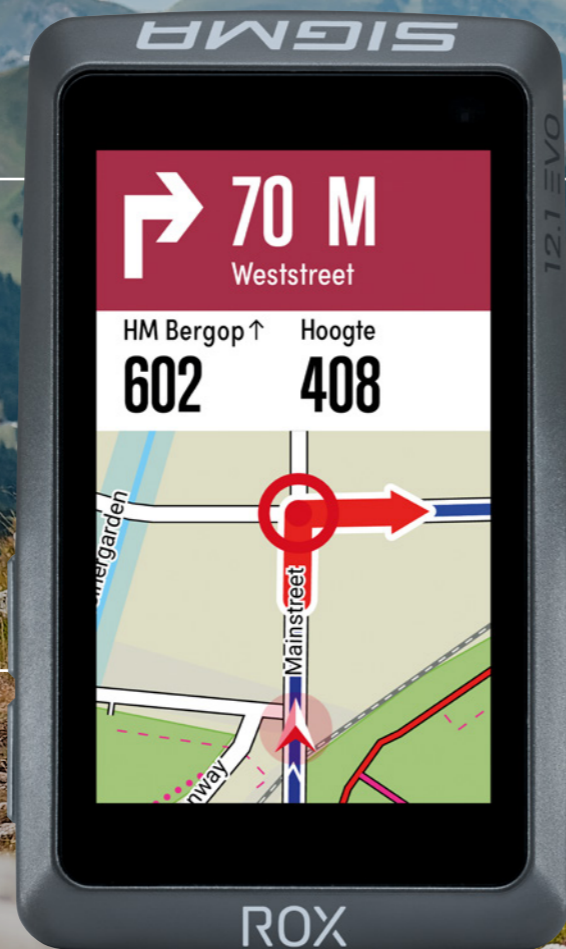 SIGMA
12.1 EVO
70 M
Weststreet
HM Bergop↑ Hoogte
602 408
Mainstreet
ROX